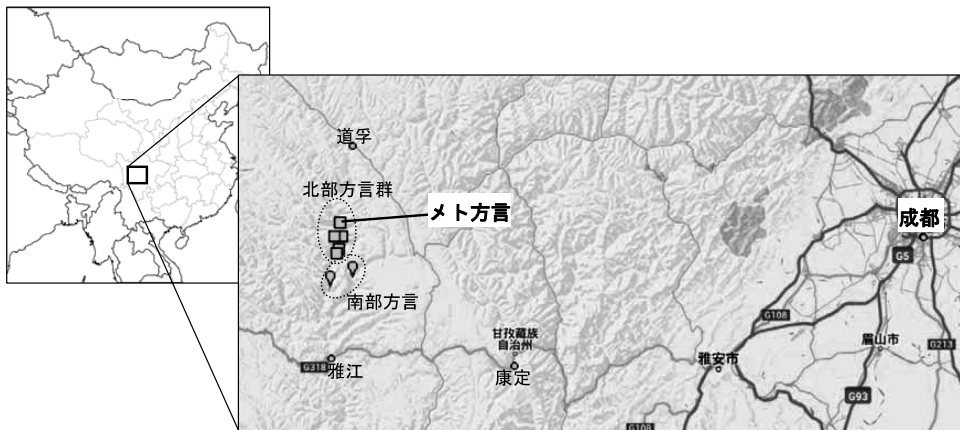 道孚
北部方言群
メト方言
成都
G5
南部方言
G108
甘孜藏族
自治州
眉山市
G213
雅安市
G318
雅江
康定
G93
G108